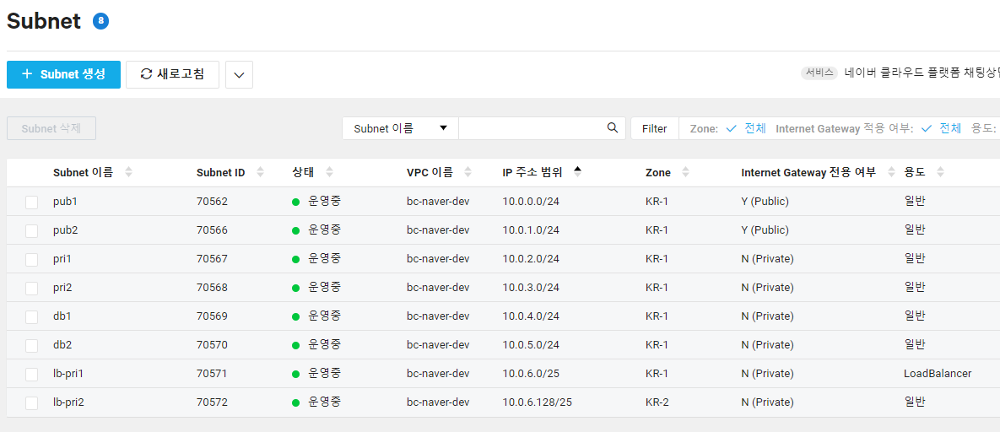 Subnet 8
+ Subnet 생성 새로고침
서비스 네이버 클라우드 플랫폼 채팅상
Subnet 삭제 Subnet 이름 Filter Zone: 전체 Internet Gateway 적용 여부: 전체 용도:
Subnet 이름 Subnet ID 상태 VPC 이름 IP 주소 범위 Zone Internet Gateway 전용 여부 용도
pub1 70562 운영중 bc-naver-dev 10.0.0.0/24 KR-1 Y (Public) 일반
pub2 70566 운영중 bc-naver-dev 10.0.1.0/24 KR-1 Y (Public) 일반
pri1 70567 운영중 bc-naver-dev 10.0.2.0/24 KR-1 N (Private) 일반
pri2 70568 운영중 bc-naver-dev 10.0.3.0/24 KR-1 N (Private) 일반
db1 70569 운영중 bc-naver-dev 10.0.4.0/24 KR-1 N (Private) 일반
db2 70570 운영중 bc-naver-dev 10.0.5.0/24 KR-1 N (Private) 일반
lb-pri1 70571 운영중 bc-naver-dev 10.0.6.0/25 KR-1 N (Private) LoadBalancer
lb-pri2 70572 운영중 bc-naver-dev 10.0.6.128/25 KR-2 N (Private) 일반